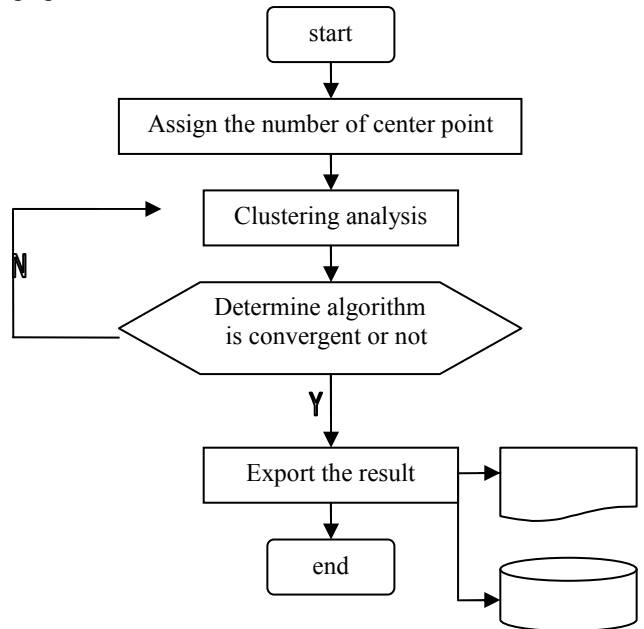 start
Assign the number of center point
Clustering analysis
N
Determine algorithm
is convergent or not
Y
Export the result
end